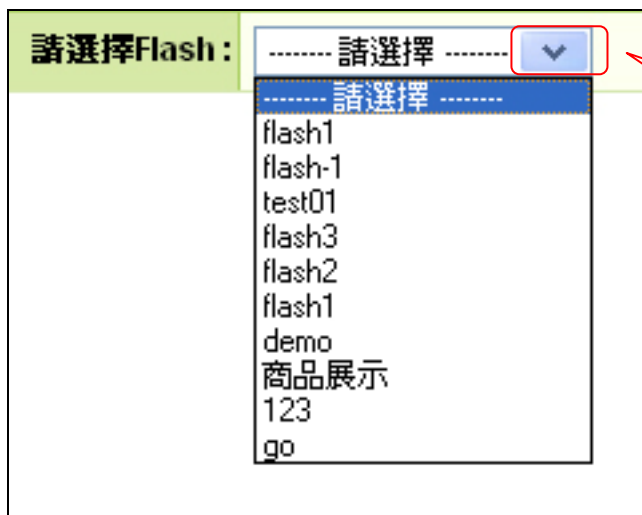 請選擇Flash : -------- 請選擇 --------
-------- 請選擇 --------
flash1
flash-1
test01
flash3
flash2
flash1
demo
商品展示
123
go